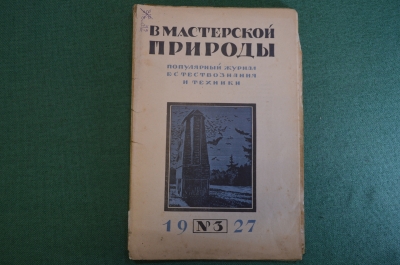 В МАСТЕРСКОЙ
ПРИРОДЫ
ПОПУЛЯРНЫЙ ЖУРНАЛ
ЕСТЕСТВОЗНАНИЯ
И ТЕХНИКИ
19 №3 27